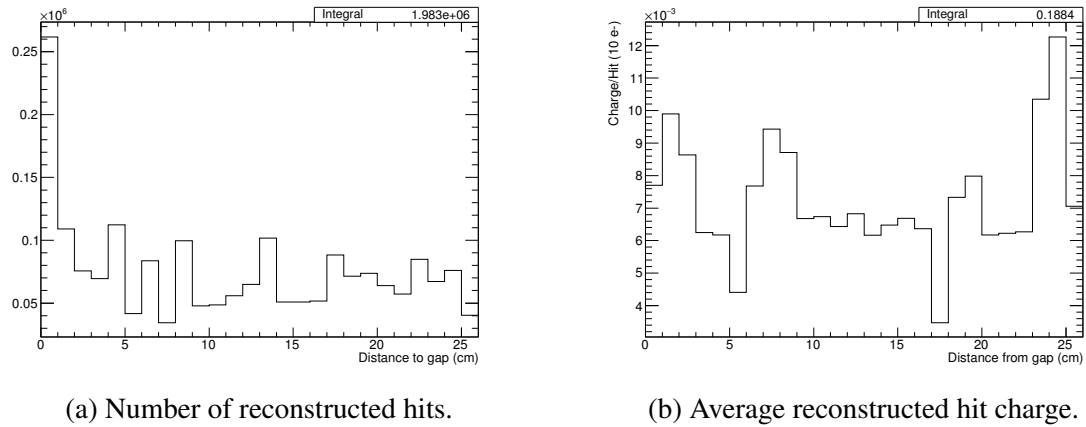 ×10⁶
Integral 1.983e+06
0.25
0.2
0.15
0.1
0.05
0 5 10 15 20 25
Distance to gap (cm)
(a) Number of reconstructed hits.
×10⁻³
Integral 0.1884
Charge/Hit (10 e-)
12
10
8
7
6
4
0 5 10 15 20 25
Distance from gap (cm)
(b) Average reconstructed hit charge.